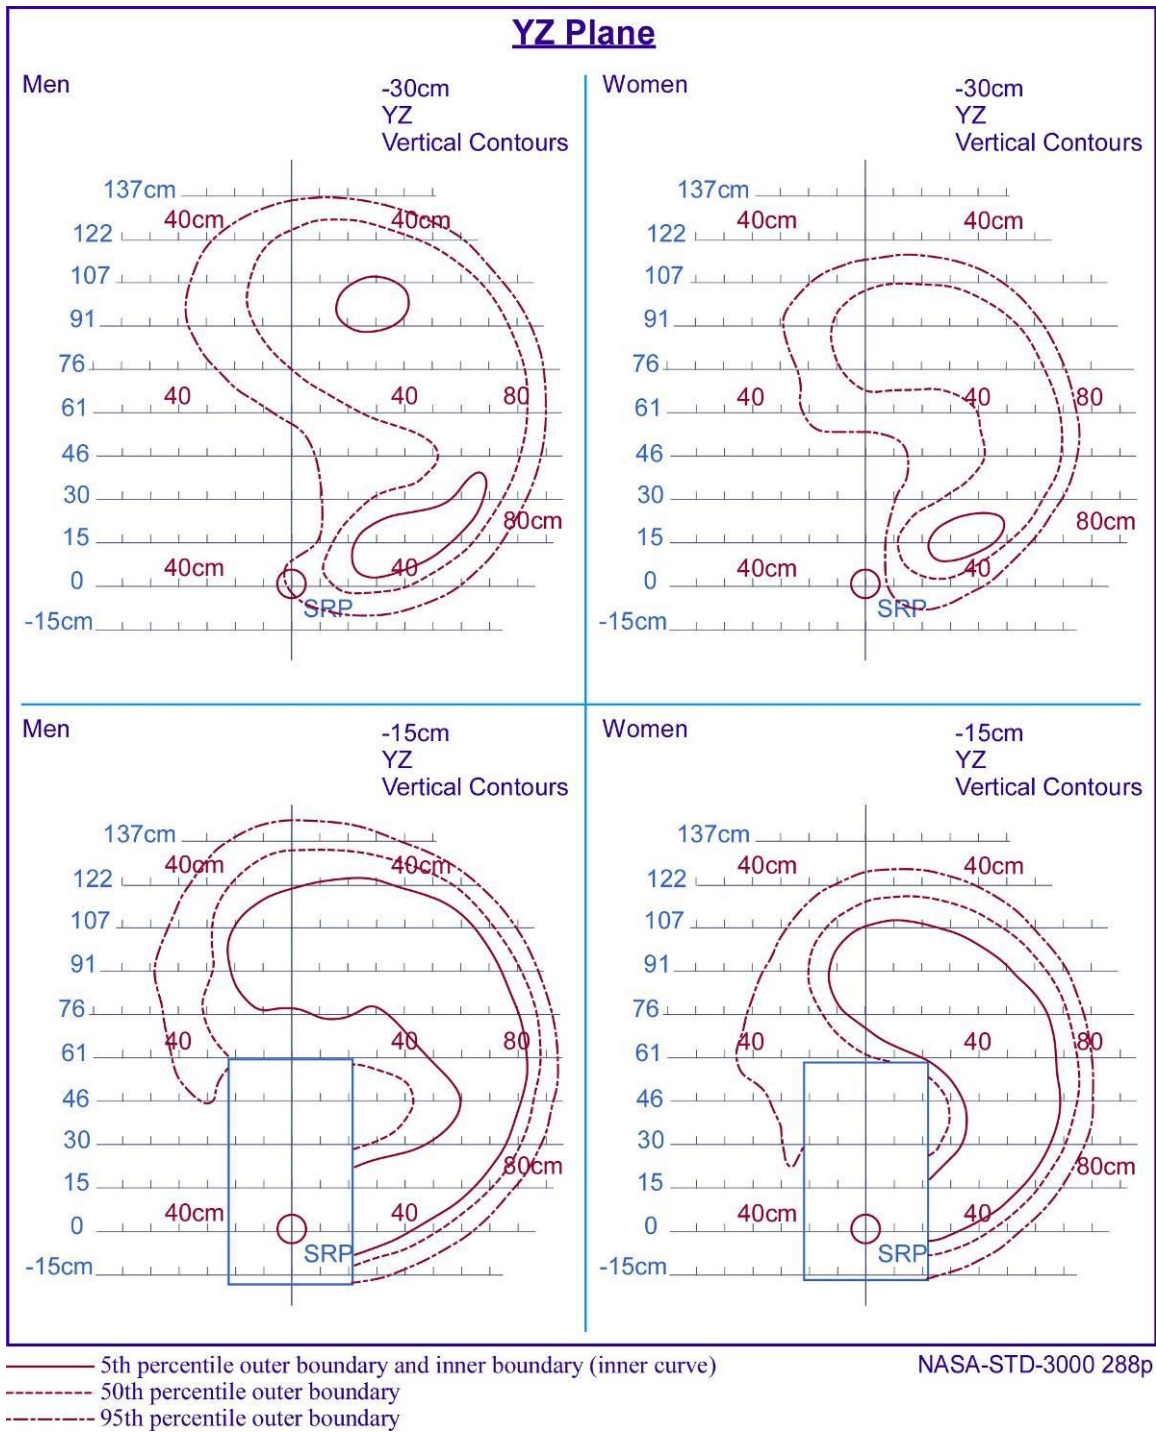 YZ Plane
Men
-30cm
YZ
Vertical Contours
137cm
40cm 40cm
122
107
91
76
40 40 80
61
46
30
80cm
15
40cm 40
0
SRP
-15cm
Women
-30cm
YZ
Vertical Contours
137cm
40cm 40cm
122
107
91
76
40 40 80
61
46
30
80cm
15
40cm 40
0
SRP
-15cm
Men
-15cm
YZ
Vertical Contours
137cm
40cm 40cm
122
107
91
76
40 40 80
61
46
30
80cm
15
40cm 40
0
SRP
-15cm
Women
-15cm
YZ
Vertical Contours
137cm
40cm 40cm
122
107
91
76
40 40 80
61
46
30
80cm
15
40cm 40
0
SRP
-15cm
5th percentile outer boundary and inner boundary (inner curve)
NASA-STD-3000 288p
50th percentile outer boundary
95th percentile outer boundary